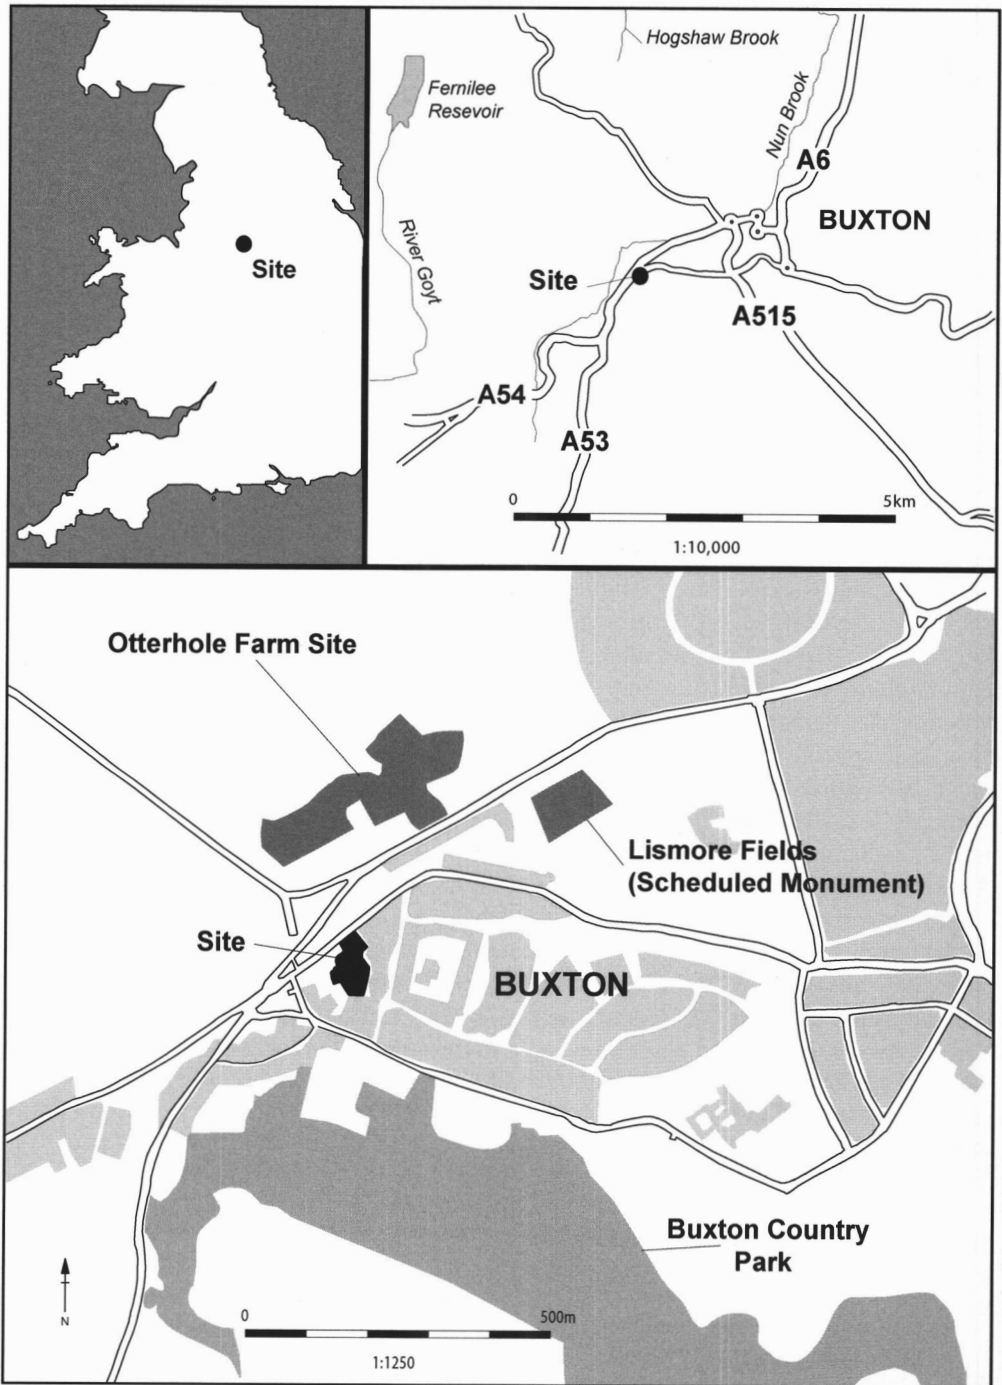 Site
Hogshaw Brook
Fernilee
Resevoir
Nun Brook
A6
BUXTON
River Goyt
Site
A515
A54
A53
0
5km
1:10,000
Otterhole Farm Site
Lismore Fields
(Scheduled Monument)
Site
BUXTON
Buxton Country
Park
N
0
500m
1:1250